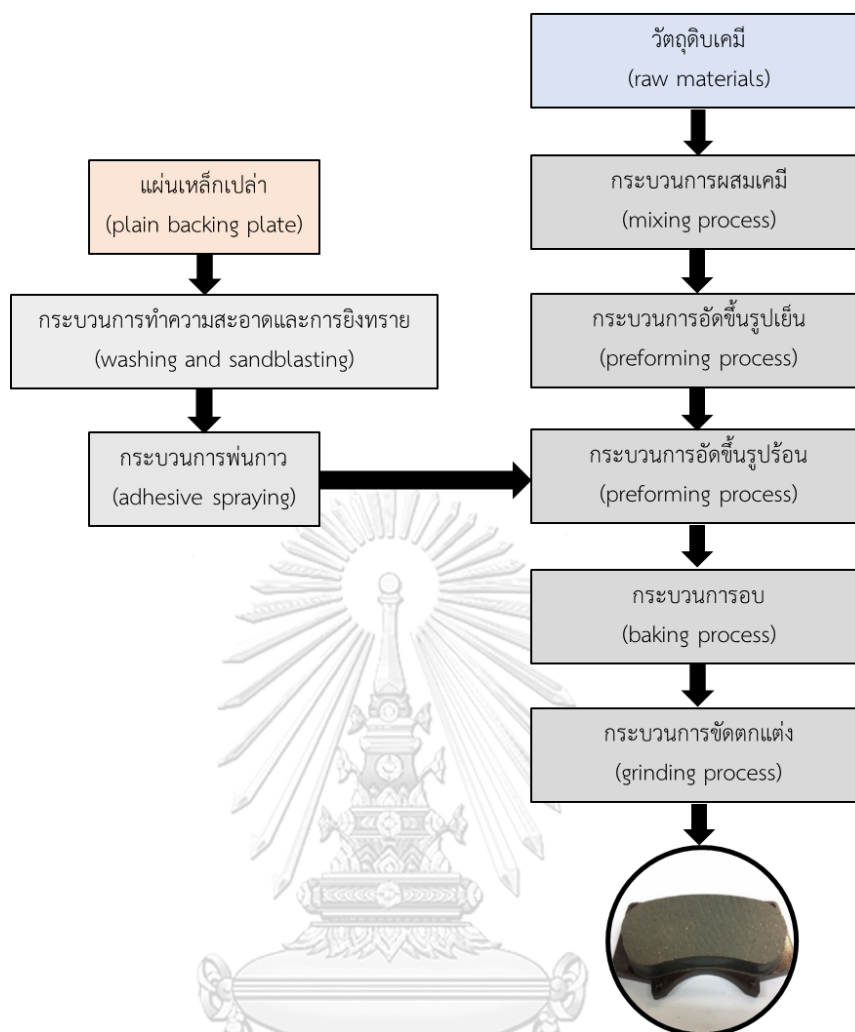 วัตถุดิบเคมี
(raw materials)
กระบวนการผสมเคมี
(mixing process)
แผ่นเหล็กเปล่า
(plain backing plate)
กระบวนการทำความสะอาดและการยิงทราย
(washing and sandblasting)
กระบวนการอัดขึ้นรูปเย็น
(preforming process)
กระบวนการพ่นกาว
(adhesive spraying)
กระบวนการอัดขึ้นรูปร้อน
(preforming process)
กระบวนการอบ
(baking process)
กระบวนการขัดตกแต่ง
(grinding process)